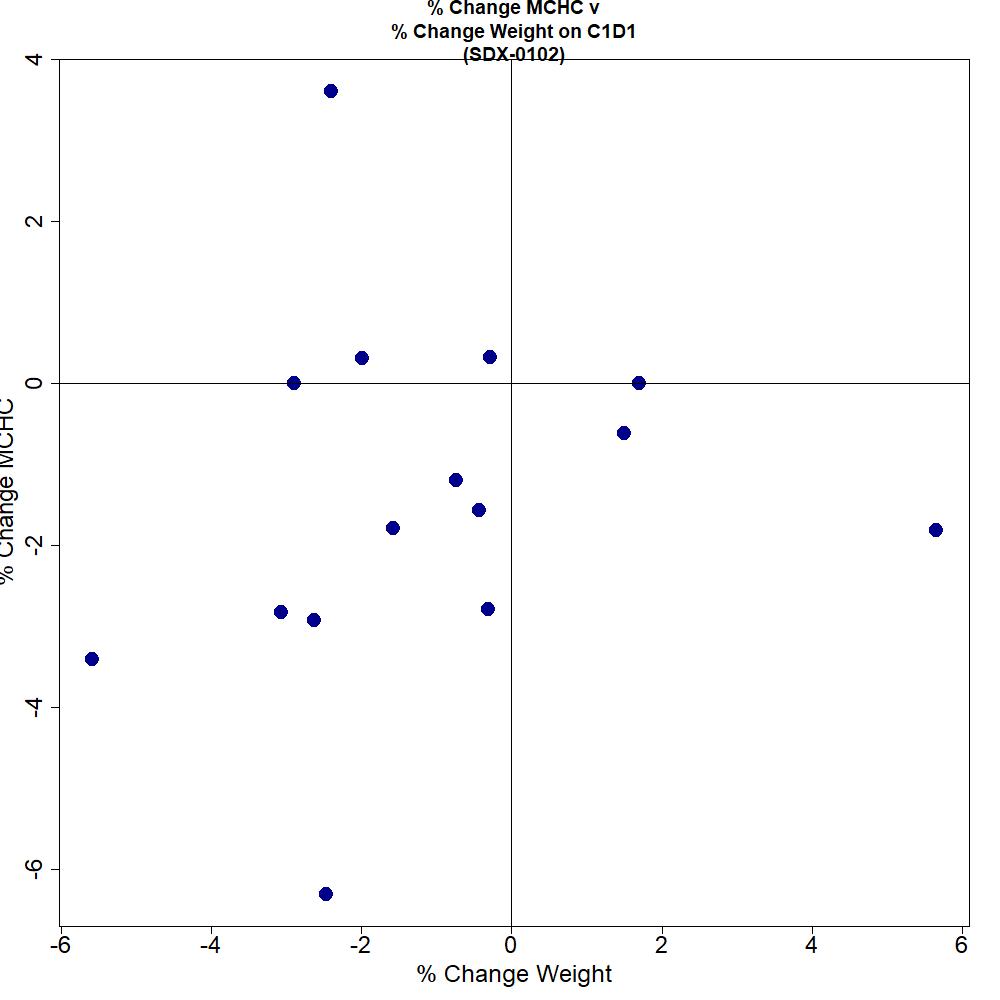 % Change MCHC v
% Change Weight on C1D1
(SDX-0102)
4
2
0
-2
-4
-6
% Change MCHC
-6 -4 -2 0 2 4 6
% Change Weight